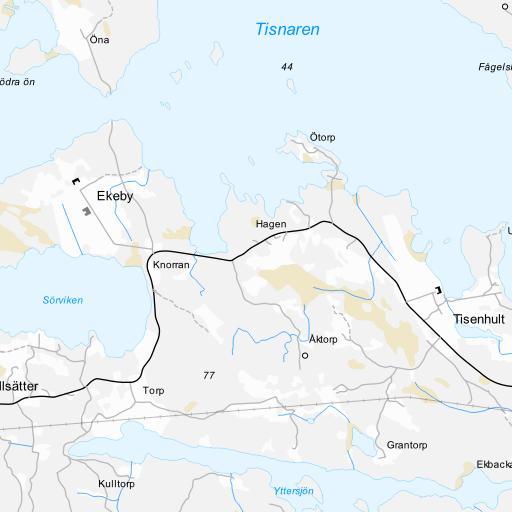 Tisnaren
Öna
44
ödra ön
Fågels
Ötorp
Ekeby
Hagen
U
Knorran
Sörviken
Tisenhult
Åktorp
77
llsätter
Torp
Grantorp
Ekbacka
Kulltorp
Yttersjön